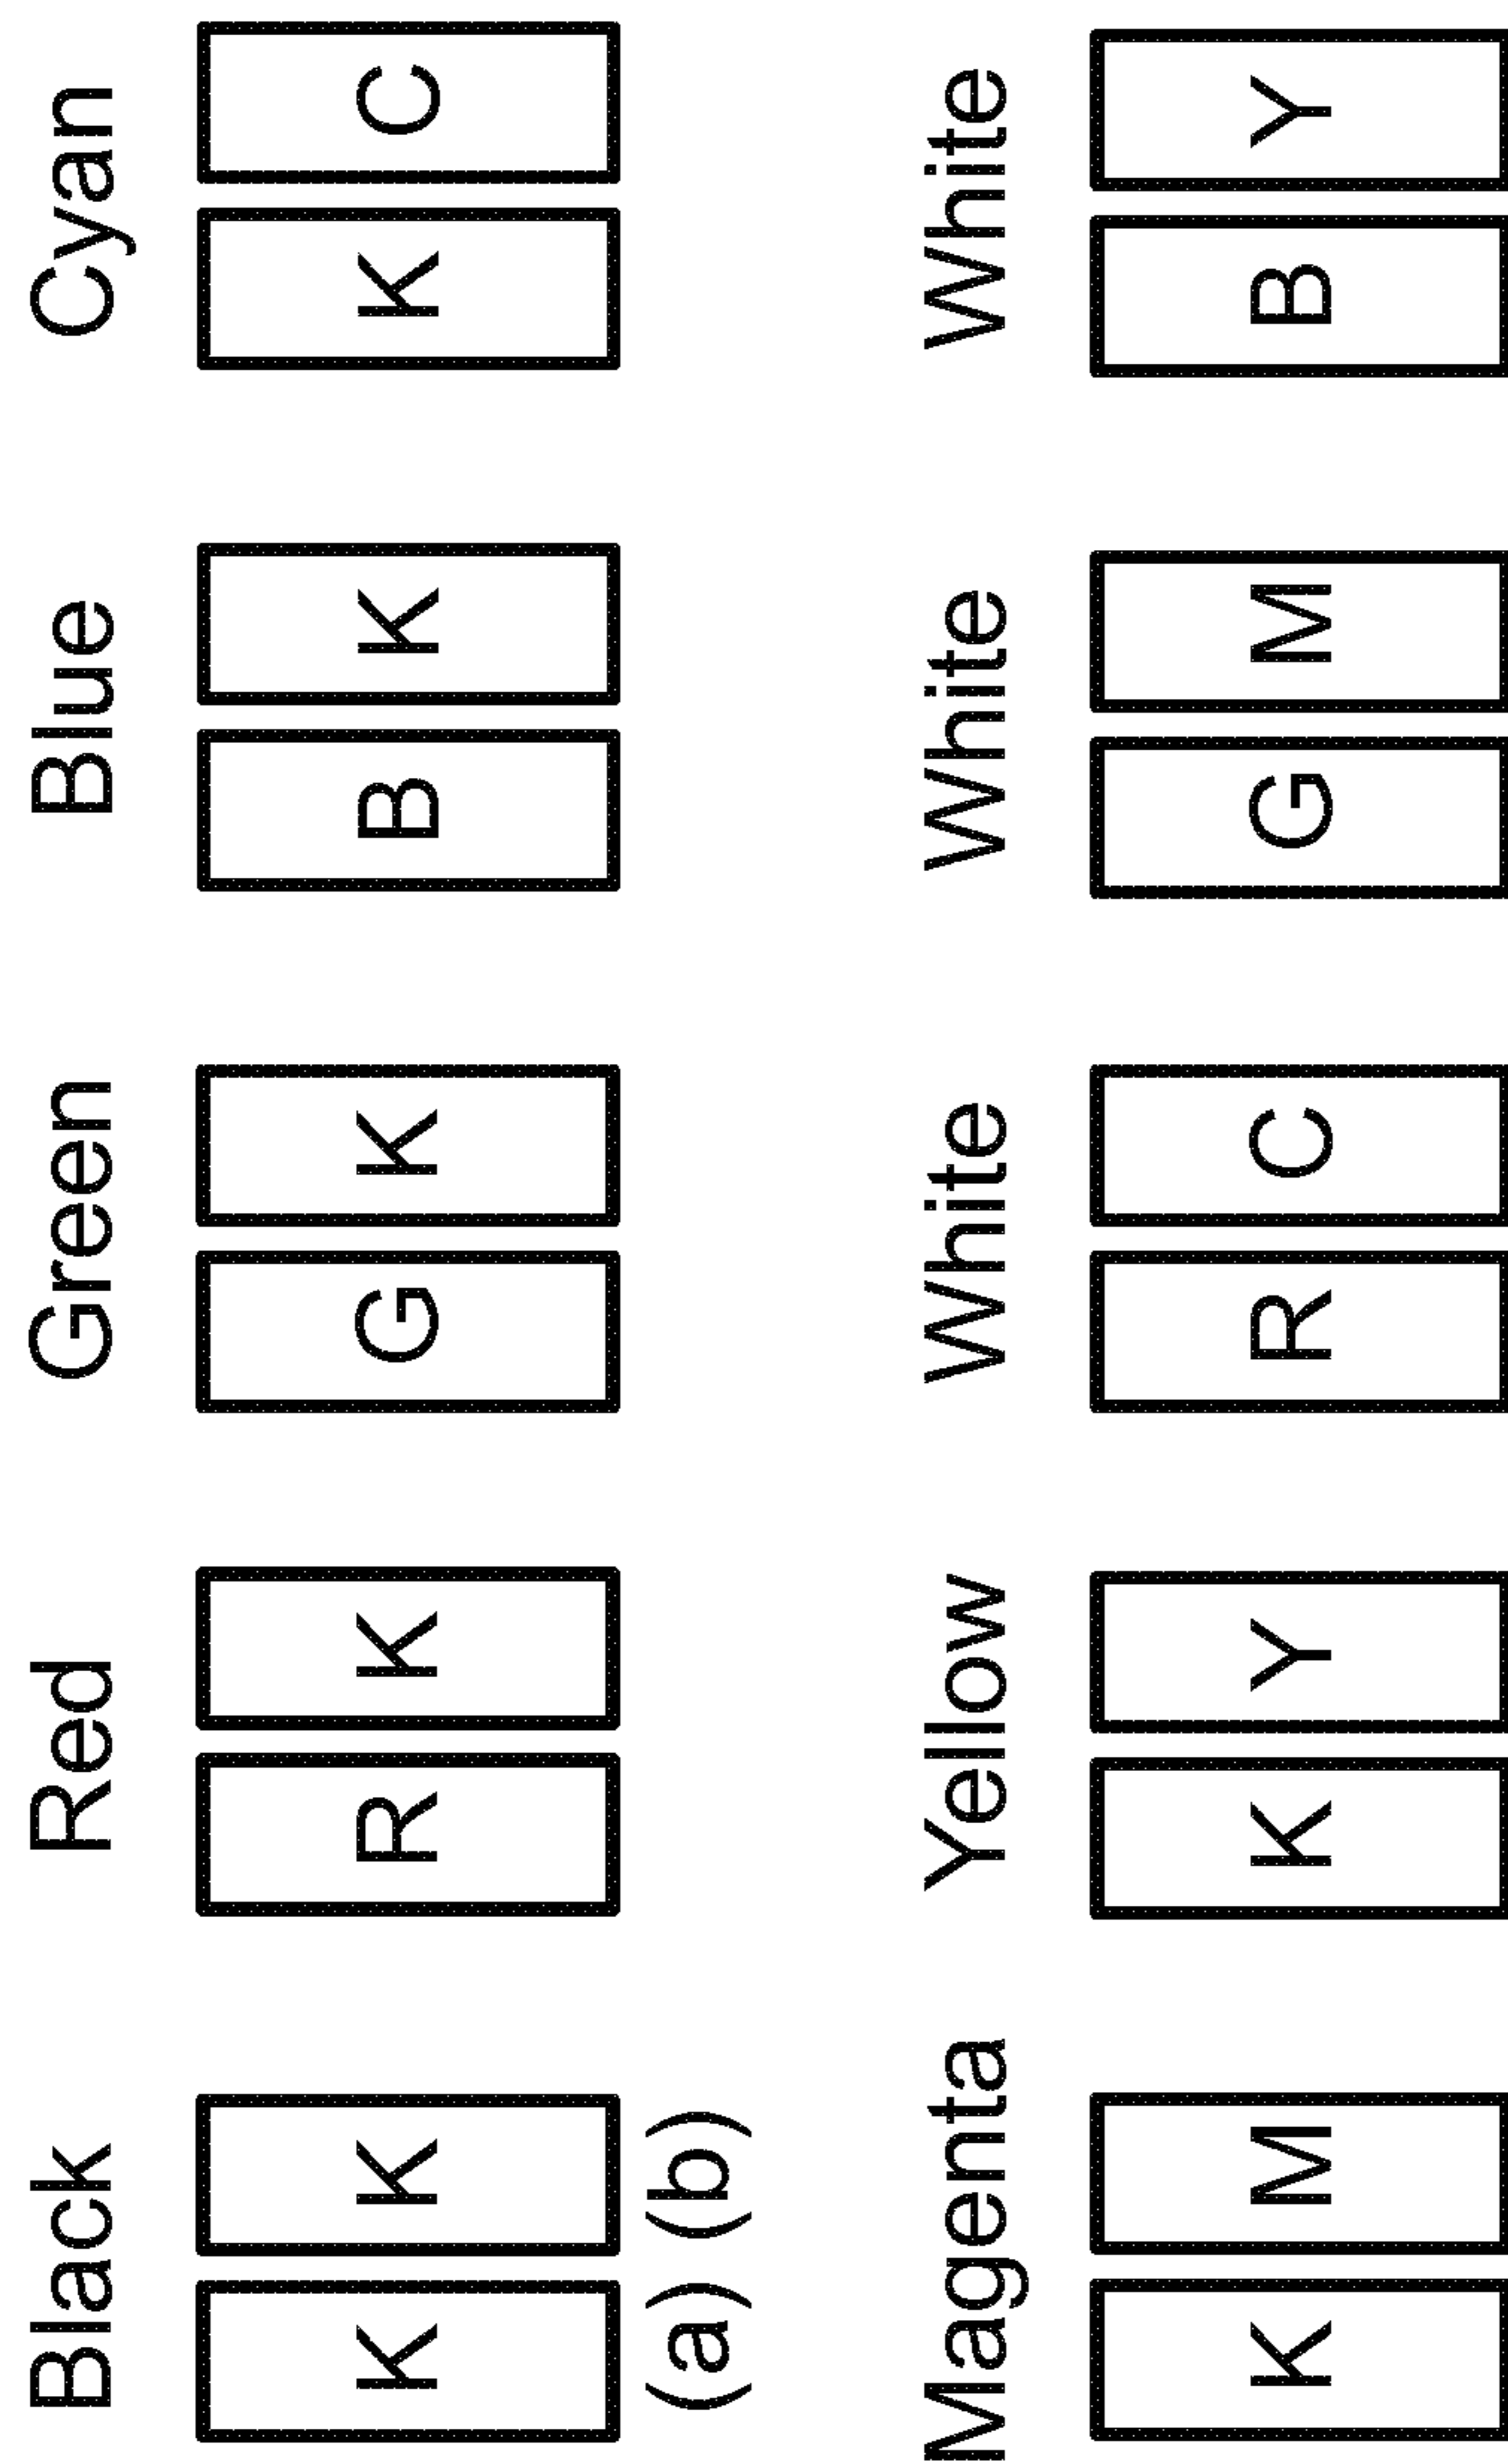 Black Red Green Blue Cyan
K K R K G K B K K C
(a) (b)
Magenta Yellow White White White
K M K Y R C G M B Y